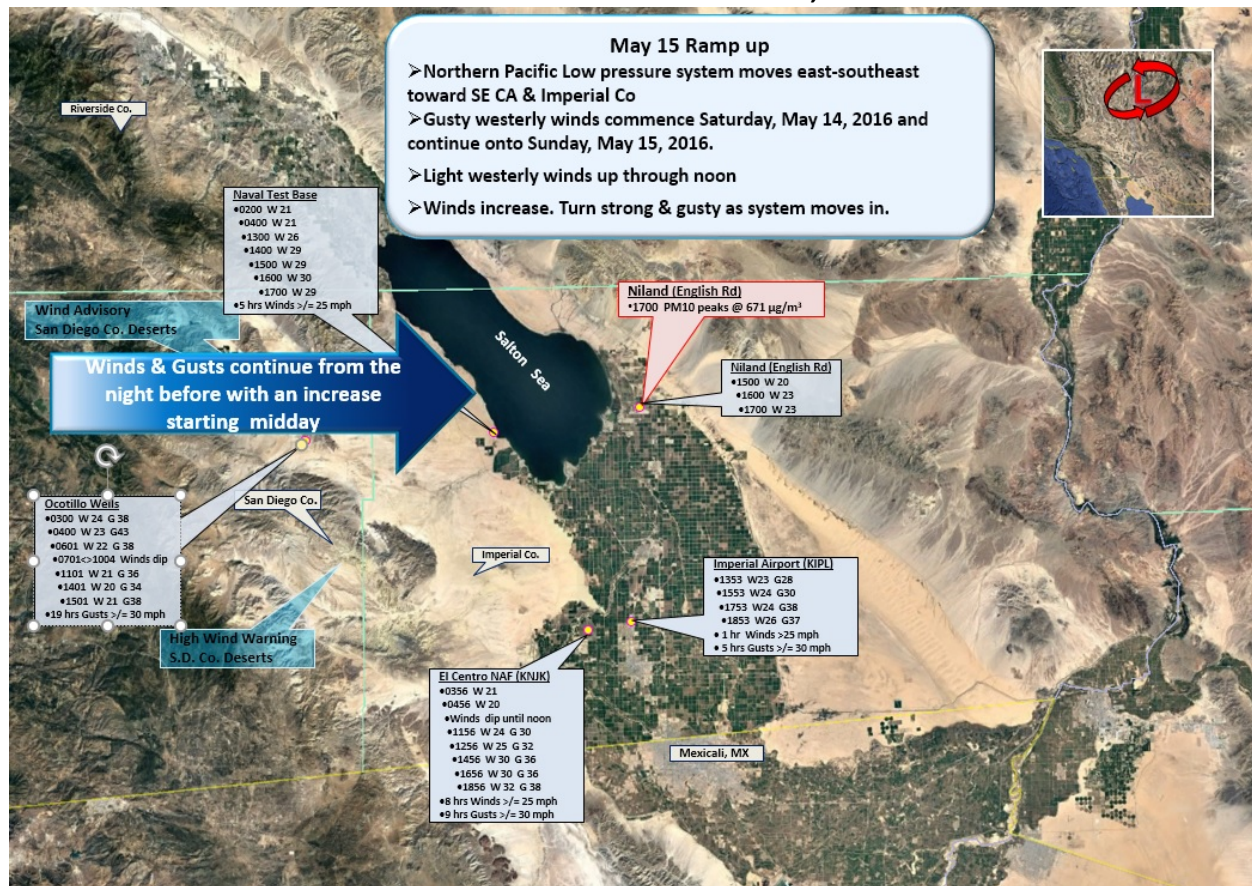 May 15 Ramp up
➢Northern Pacific Low pressure system moves east-southeast
toward SE CA & Imperial Co
➢Gusty westerly winds commence Saturday, May 14, 2016 and
continue onto Sunday, May 15, 2016.
➢Light westerly winds up through noon
➢Winds increase. Turn strong & gusty as system moves in.
L
Riverside Co.
Naval Test Base
•0200 W 21
•0400 W 21
•1300 W 26
•1400 W 29
•1500 W 29
•1600 W 30
•1700 W 29
•5 hrs Winds >/= 25 mph
Wind Advisory
San Diego Co. Deserts
Winds & Gusts continue from the
night before with an increase
starting midday
Salton Sea
Niland (English Rd)
•1700 PM10 peaks @ 671 µg/m³
Niland (English Rd)
•1500 W 20
•1600 W 23
•1700 W 23
Ocotillo Wells
•0300 W 24 G 38
•0400 W 23 G43
•0601 W 22 G 38
•0701<>1004 Winds dip
•1101 W 21 G 36
•1401 W 20 G 34
•1501 W 21 G38
•19 hrs Gusts >/= 30 mph
San Diego Co.
Imperial Co.
High Wind Warning
S.D. Co. Deserts
Imperial Airport (KIPL)
•1353 W23 G28
•1553 W24 G30
•1753 W24 G38
•1853 W26 G37
• 1 hr Winds >25 mph
• 5 hrs Gusts >/= 30 mph
El Centro NAF (KNJK)
•0356 W 21
•0456 W 20
•Winds dip until noon
•1156 W 24 G 30
•1256 W 25 G 32
•1456 W 30 G 36
•1656 W 30 G 36
•1856 W 32 G 38
•8 hrs Winds >/= 25 mph
•9 hrs Gusts >/= 30 mph
Mexicali, MX